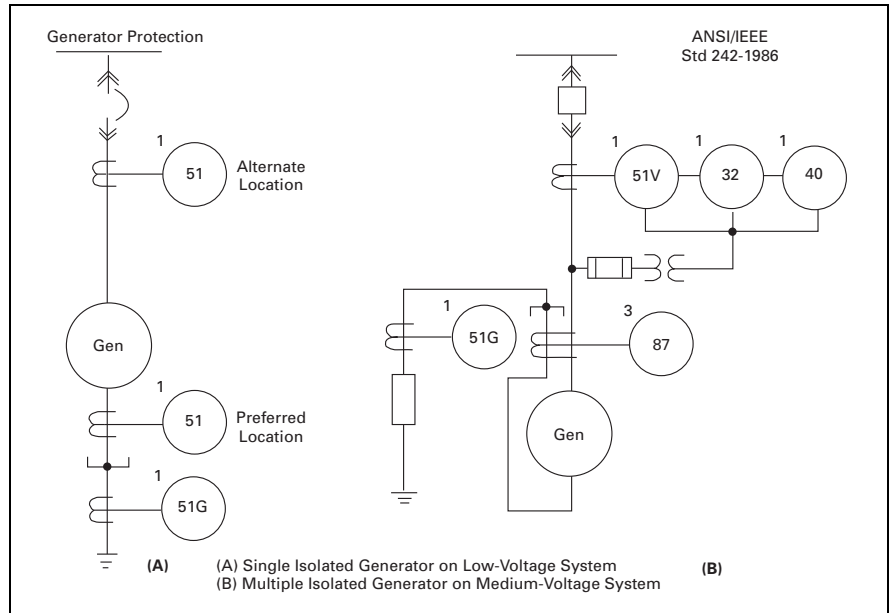 Generator Protection
ANSI/IEEE
Std 242-1986
1
51
Alternate
Location
1
51V
1
32
1
40
Gen
1
51G
3
87
1
51
Preferred
Location
Gen
1
51G
(A)
(A) Single Isolated Generator on Low-Voltage System
(B) Multiple Isolated Generator on Medium-Voltage System
(B)